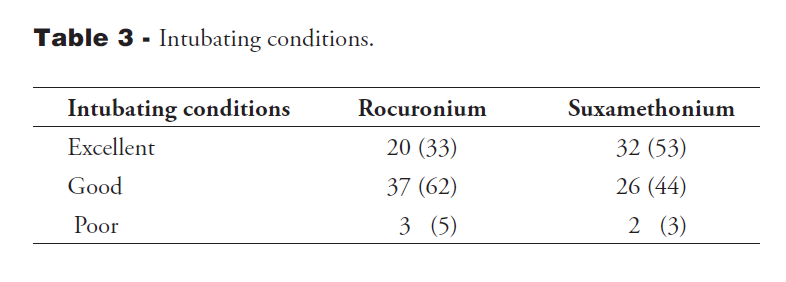 Table 3 - Intubating conditions.
Intubating conditions Rocuronium Suxamethonium
Excellent 20 (33) 32 (53)
Good 37 (62) 26 (44)
Poor 3 (5) 2 (3)